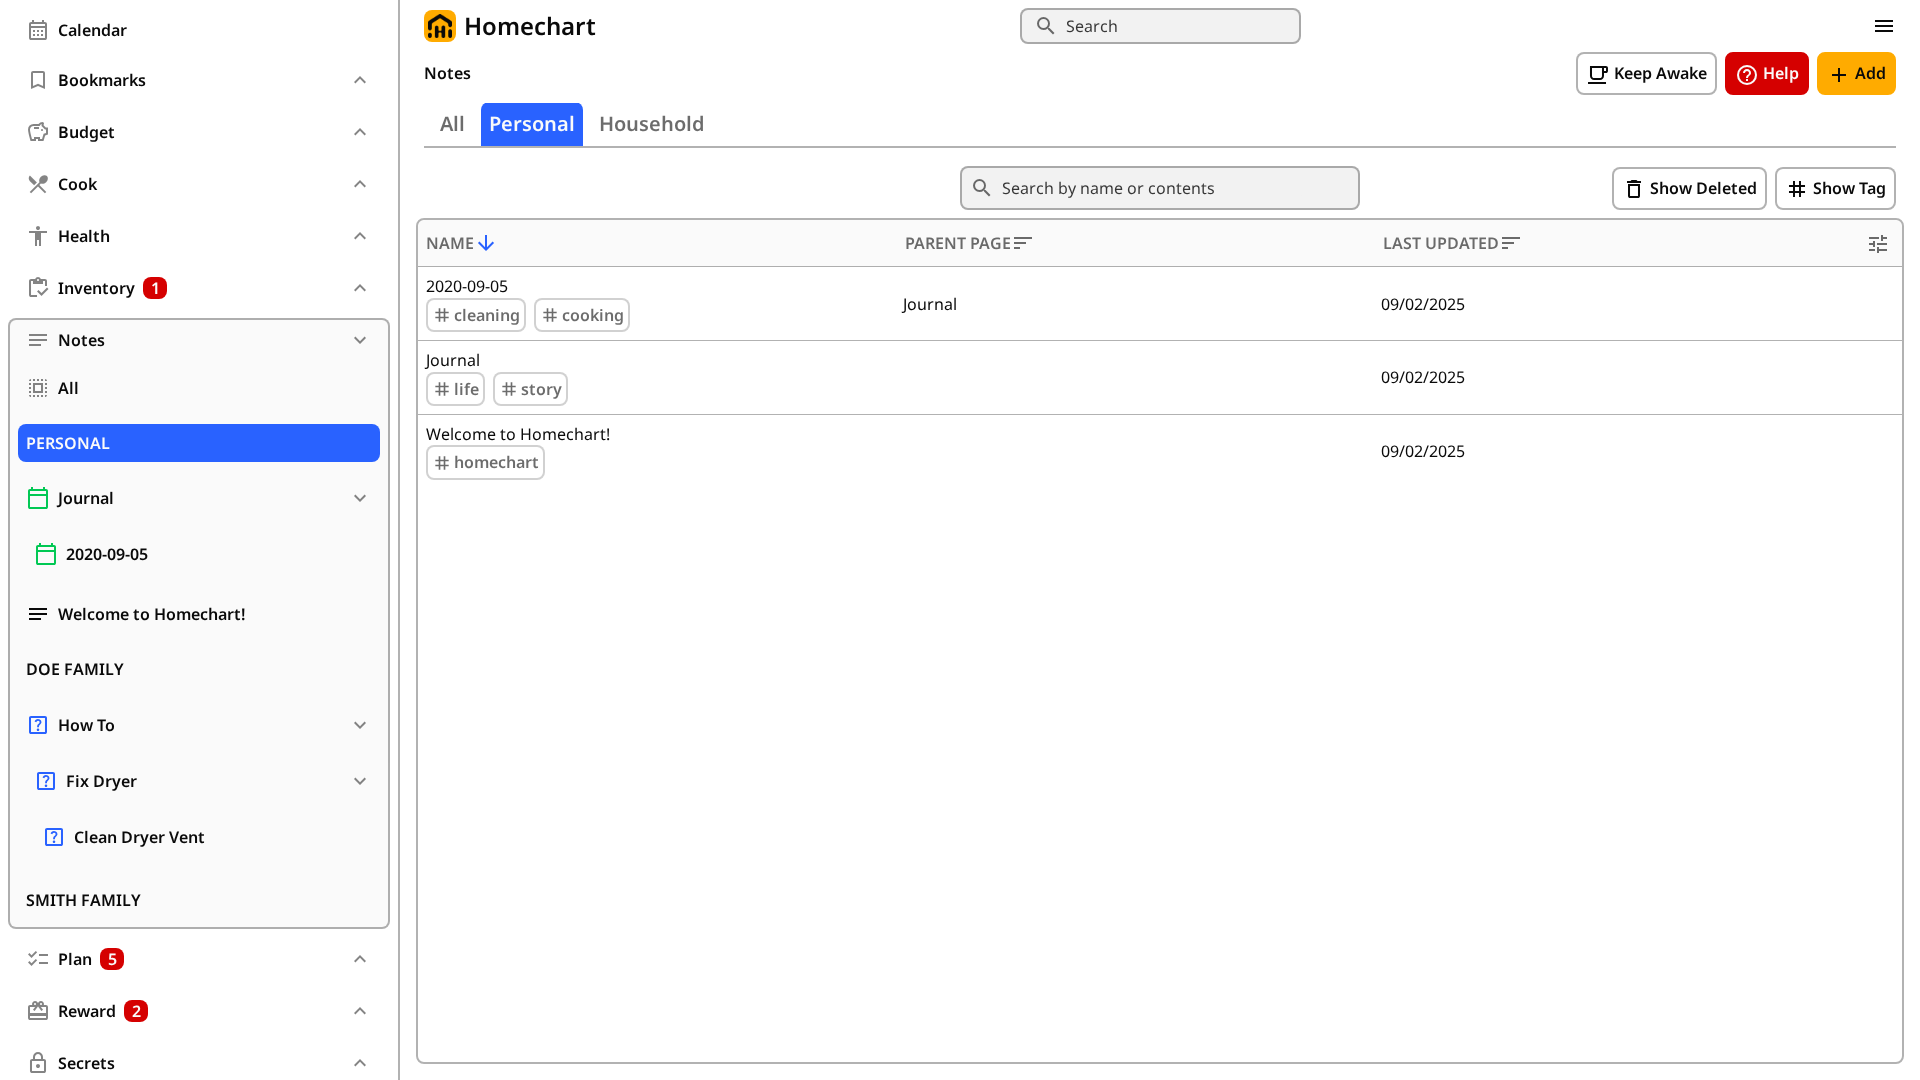 Calendar
Bookmarks
Budget
Cook
Health
Inventory 1
Notes
All
PERSONAL
Journal
2020-09-05
Welcome to Homechart!
DOE FAMILY
How To
Fix Dryer
Clean Dryer Vent
SMITH FAMILY
Plan 5
Reward 2
Secrets
Homechart
Search
Notes
Keep Awake
Help
Add
All Personal Household
Search by name or contents
Show Deleted
Show Tag
NAME PARENT PAGE LAST UPDATED
2020-09-05
# cleaning # cooking
Journal
09/02/2025
Journal
# life # story
09/02/2025
Welcome to Homechart!
# homechart
09/02/2025